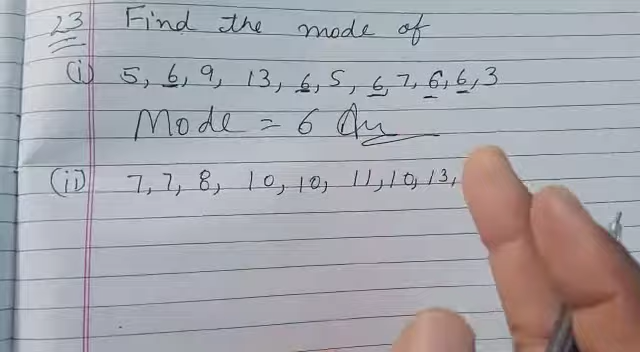 23 Find the mode of
(i) 5, 6, 9, 13, 6, 5, 6, 7, 6, 6, 3
Mode = 6 Ans
(ii) 7, 7, 8, 10, 10, 11, 10, 13,